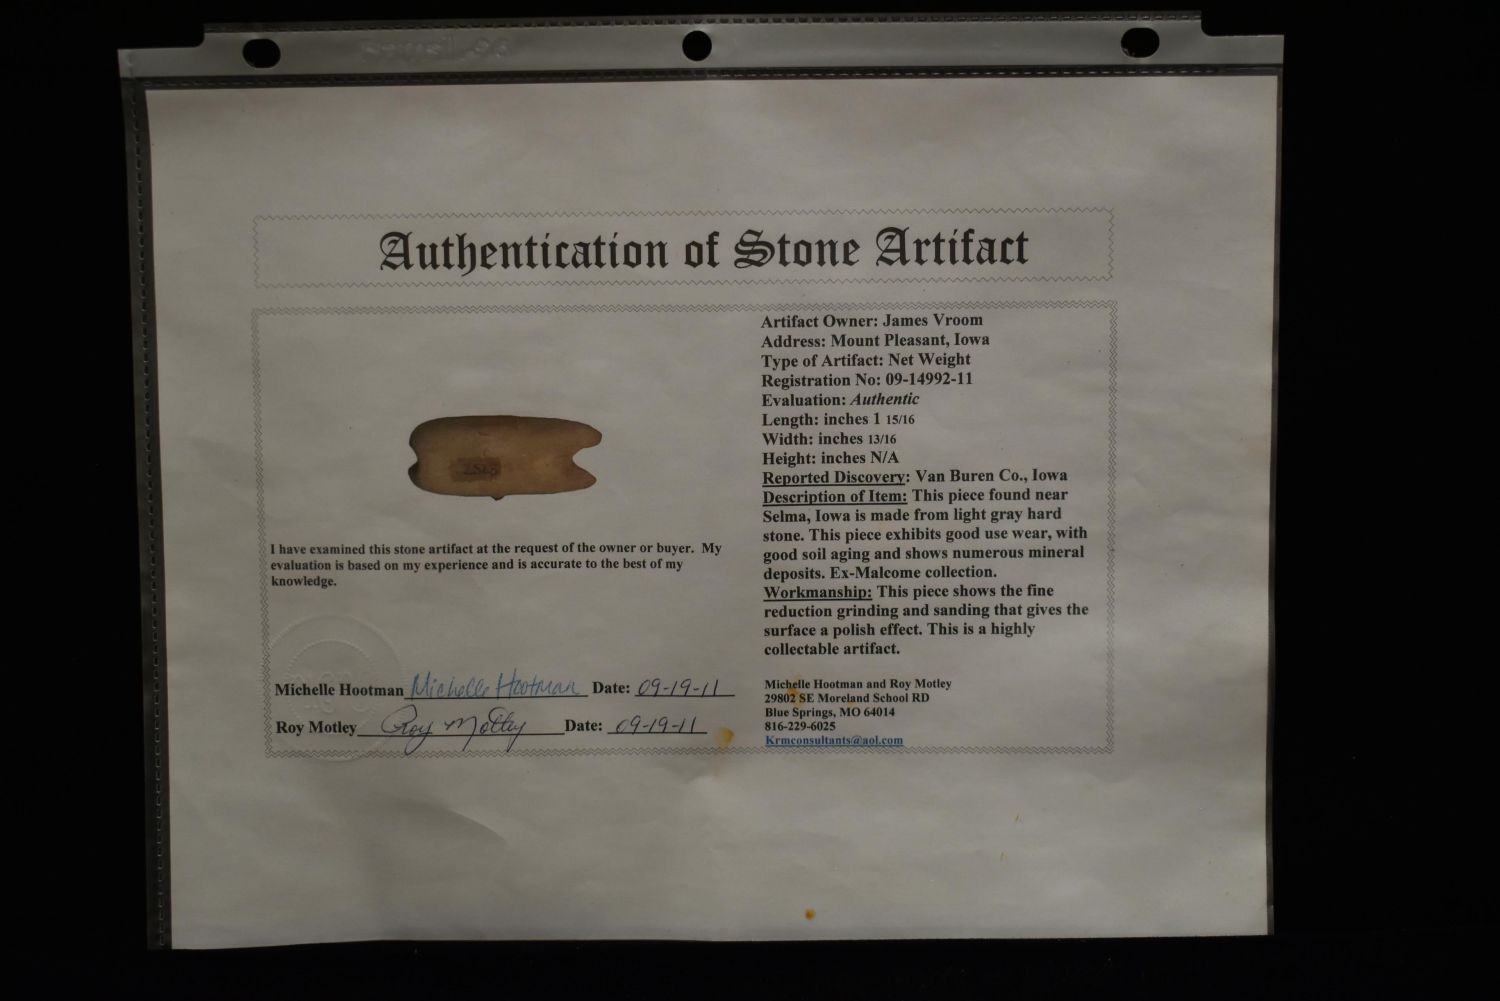 Authentication of Stone Artifact
Artifact Owner: James Vroom
Address: Mount Pleasant, Iowa
Type of Artifact: Net Weight
Registration No: 09-14992-11
Evaluation: Authentic
Length: inches 1 15/16
Width: inches 13/16
Height: inches N/A
Reported Discovery: Van Buren Co., Iowa
Description of Item: This piece found near
Selma, Iowa is made from light gray hard
stone. This piece exhibits good use wear, with
good soil aging and shows numerous mineral
deposits. Ex-Malcome collection.
Workmanship: This piece shows the fine
reduction grinding and sanding that gives the
surface a polish effect. This is a highly
collectable artifact.
I have examined this stone artifact at the request of the owner or buyer. My
evaluation is based on my experience and is accurate to the best of my
knowledge.
Michelle Hootman Michelle Hootman Date: 09-19-11
Roy Motley Roy Motley Date: 09-19-11
Michelle Hootman and Roy Motley
29802 SE Moreland School RD
Blue Springs, MO 64014
816-229-6025
Krmconsultants@aol.com